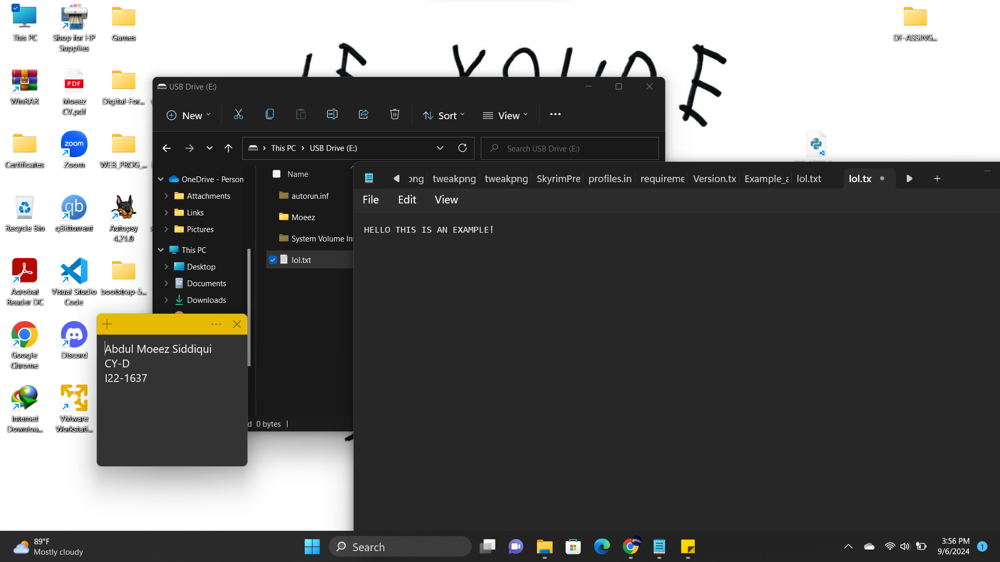 This PC
Shop for HP Supplies
Games
DF-ASSING...
IF YOU'RE
WinRAR
Moeez CV.pdf
Digital-For...
Certificates
Zoom
WEB_PROG_...
Recycle Bin
qBittorrent
Autopsy 4.21.0
Acrobat Reader DC
Visual Studio Code
bootstrap-5...
Google Chrome
Discord
Internet Downloa...
VMware Workstati...
USB Drive (E:)
New
Sort
View
This PC
USB Drive (E:)
Search USB Drive (E:)
OneDrive - Person
Attachments
Links
Pictures
This PC
Desktop
Documents
Downloads
Name
autorun.inf
Moeez
System Volume In
lol.txt
d 0 bytes
Abdul Moeez Siddiqui
CY-D
I22-1637
png
tweakpng
tweakpng
SkyrimPre
profiles.in
requireme
Version.tx
Example_a
lol.txt
lol.tx
File
Edit
View
HELLO THIS IS AN EXAMPLE!
89°F
Mostly cloudy
Search
3:56 PM
9/6/2024
1